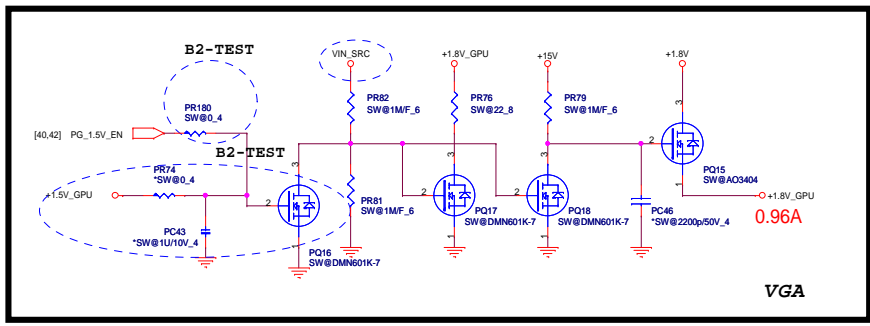 B2-TEST
VIN_SRC
+1.8V_GPU
+15V
+1.8V
PR180
SW@0_4
PR82
SW@1M/F_6
PR76
SW@22_8
PR79
SW@1M/F_6
[40,42] PG_1.5V_EN
B2-TEST
3
2
1
PQ15
SW@AO3404
PR74
*SW@0_4
+1.5V_GPU
3
2
1
PQ16
SW@DMN601K-7
PR81
SW@1M/F_6
3
2
1
PQ17
SW@DMN601K-7
3
2
1
PQ18
SW@DMN601K-7
PC46
*SW@2200p/50V_4
+1.8V_GPU
0.96A
PC43
*SW@1U/10V_4
VGA